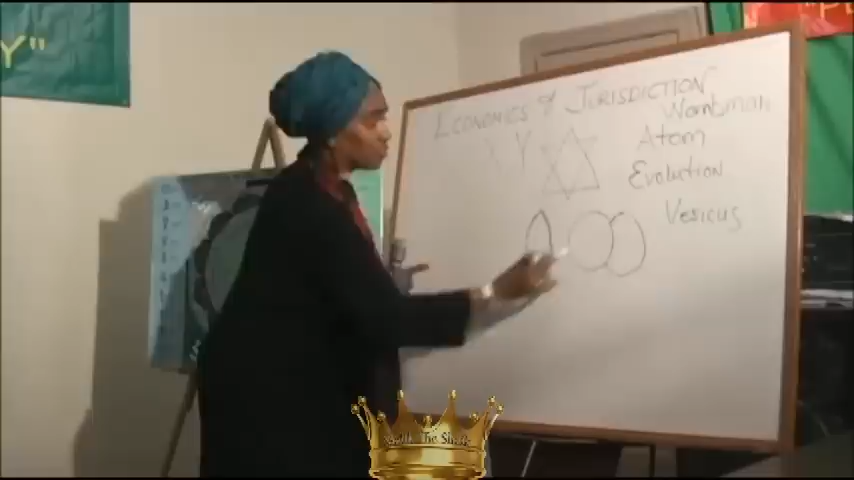 Y"
ECONOMICS of JURISDICTION
Wombman
X Y
Atom
Evolution
Vesicus